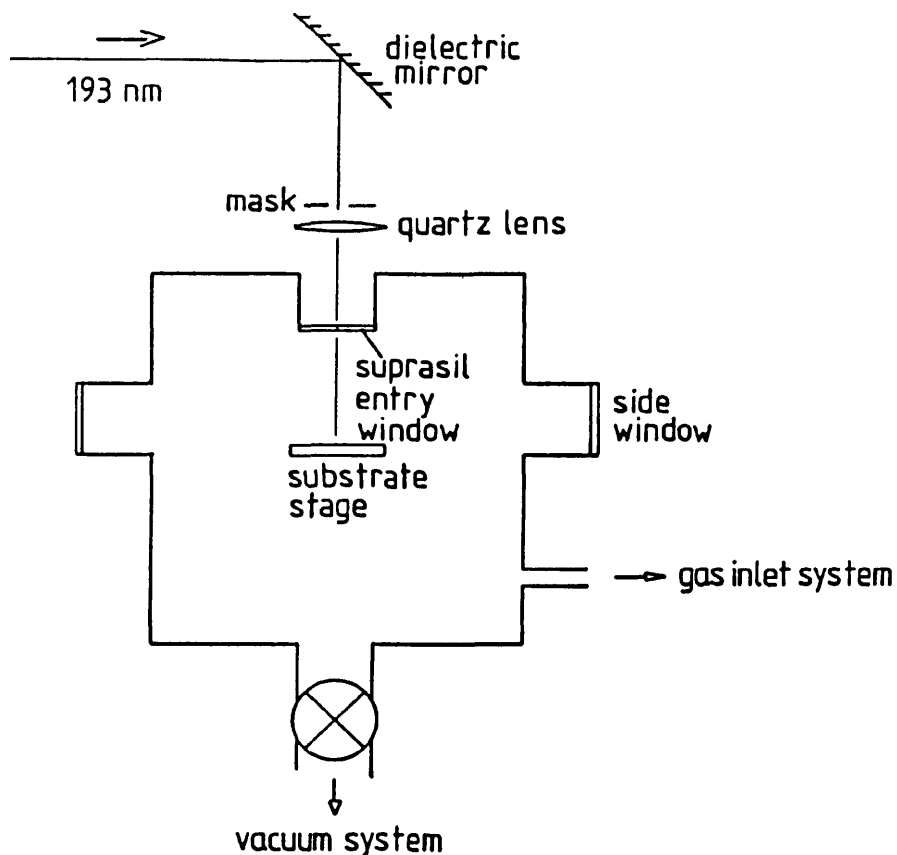 dielectric
mirror
193 nm
mask
quartz lens
suprasil
entry
window
side
window
substrate
stage
gas inlet system
vacuum system